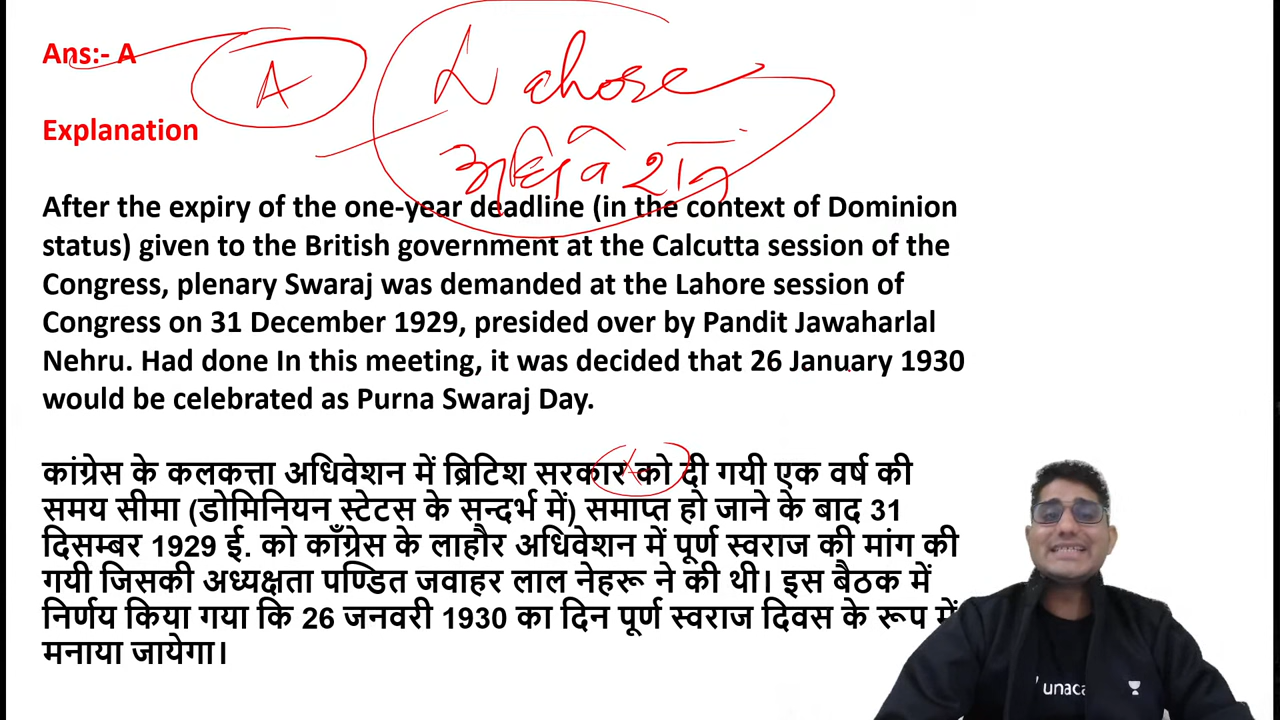 Ans:- A
A
Lahore
अधिवेशन
Explanation
After the expiry of the one-year deadline (in the context of Dominion
status) given to the British government at the Calcutta session of the
Congress, plenary Swaraj was demanded at the Lahore session of
Congress on 31 December 1929, presided over by Pandit Jawaharlal
Nehru. Had done In this meeting, it was decided that 26 January 1930
would be celebrated as Purna Swaraj Day.
कांग्रेस के कलकत्ता अधिवेशन में ब्रिटिश सरकार को दी गयी एक वर्ष की
समय सीमा (डोमिनियन स्टेटस के सन्दर्भ में) समाप्त हो जाने के बाद 31
दिसम्बर 1929 ई. को काँग्रेस के लाहौर अधिवेशन में पूर्ण स्वराज की मांग की
गयी जिसकी अध्यक्षता पण्डित जवाहर लाल नेहरू ने की थी। इस बैठक में
निर्णय किया गया कि 26 जनवरी 1930 का दिन पूर्ण स्वराज दिवस के रूप में
मनाया जायेगा।
unaca